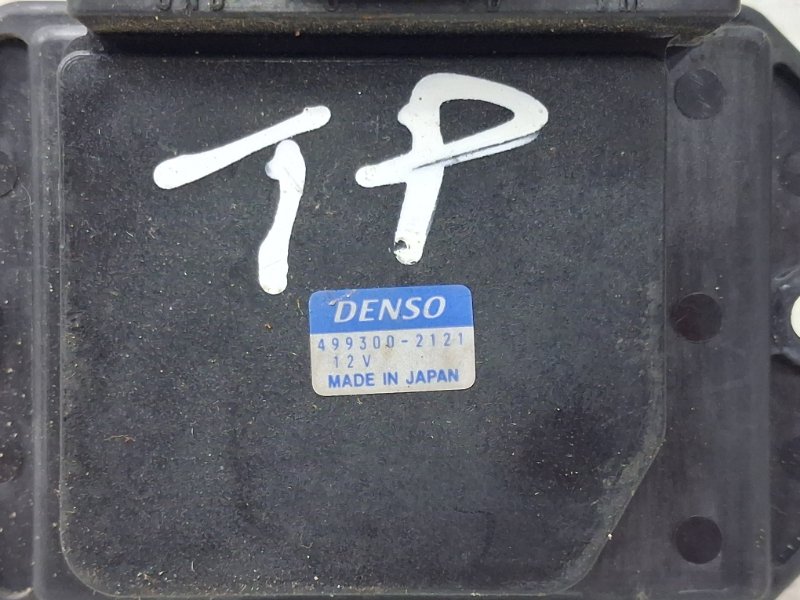 TP
DENSO
499300-2121
12V
MADE IN JAPAN